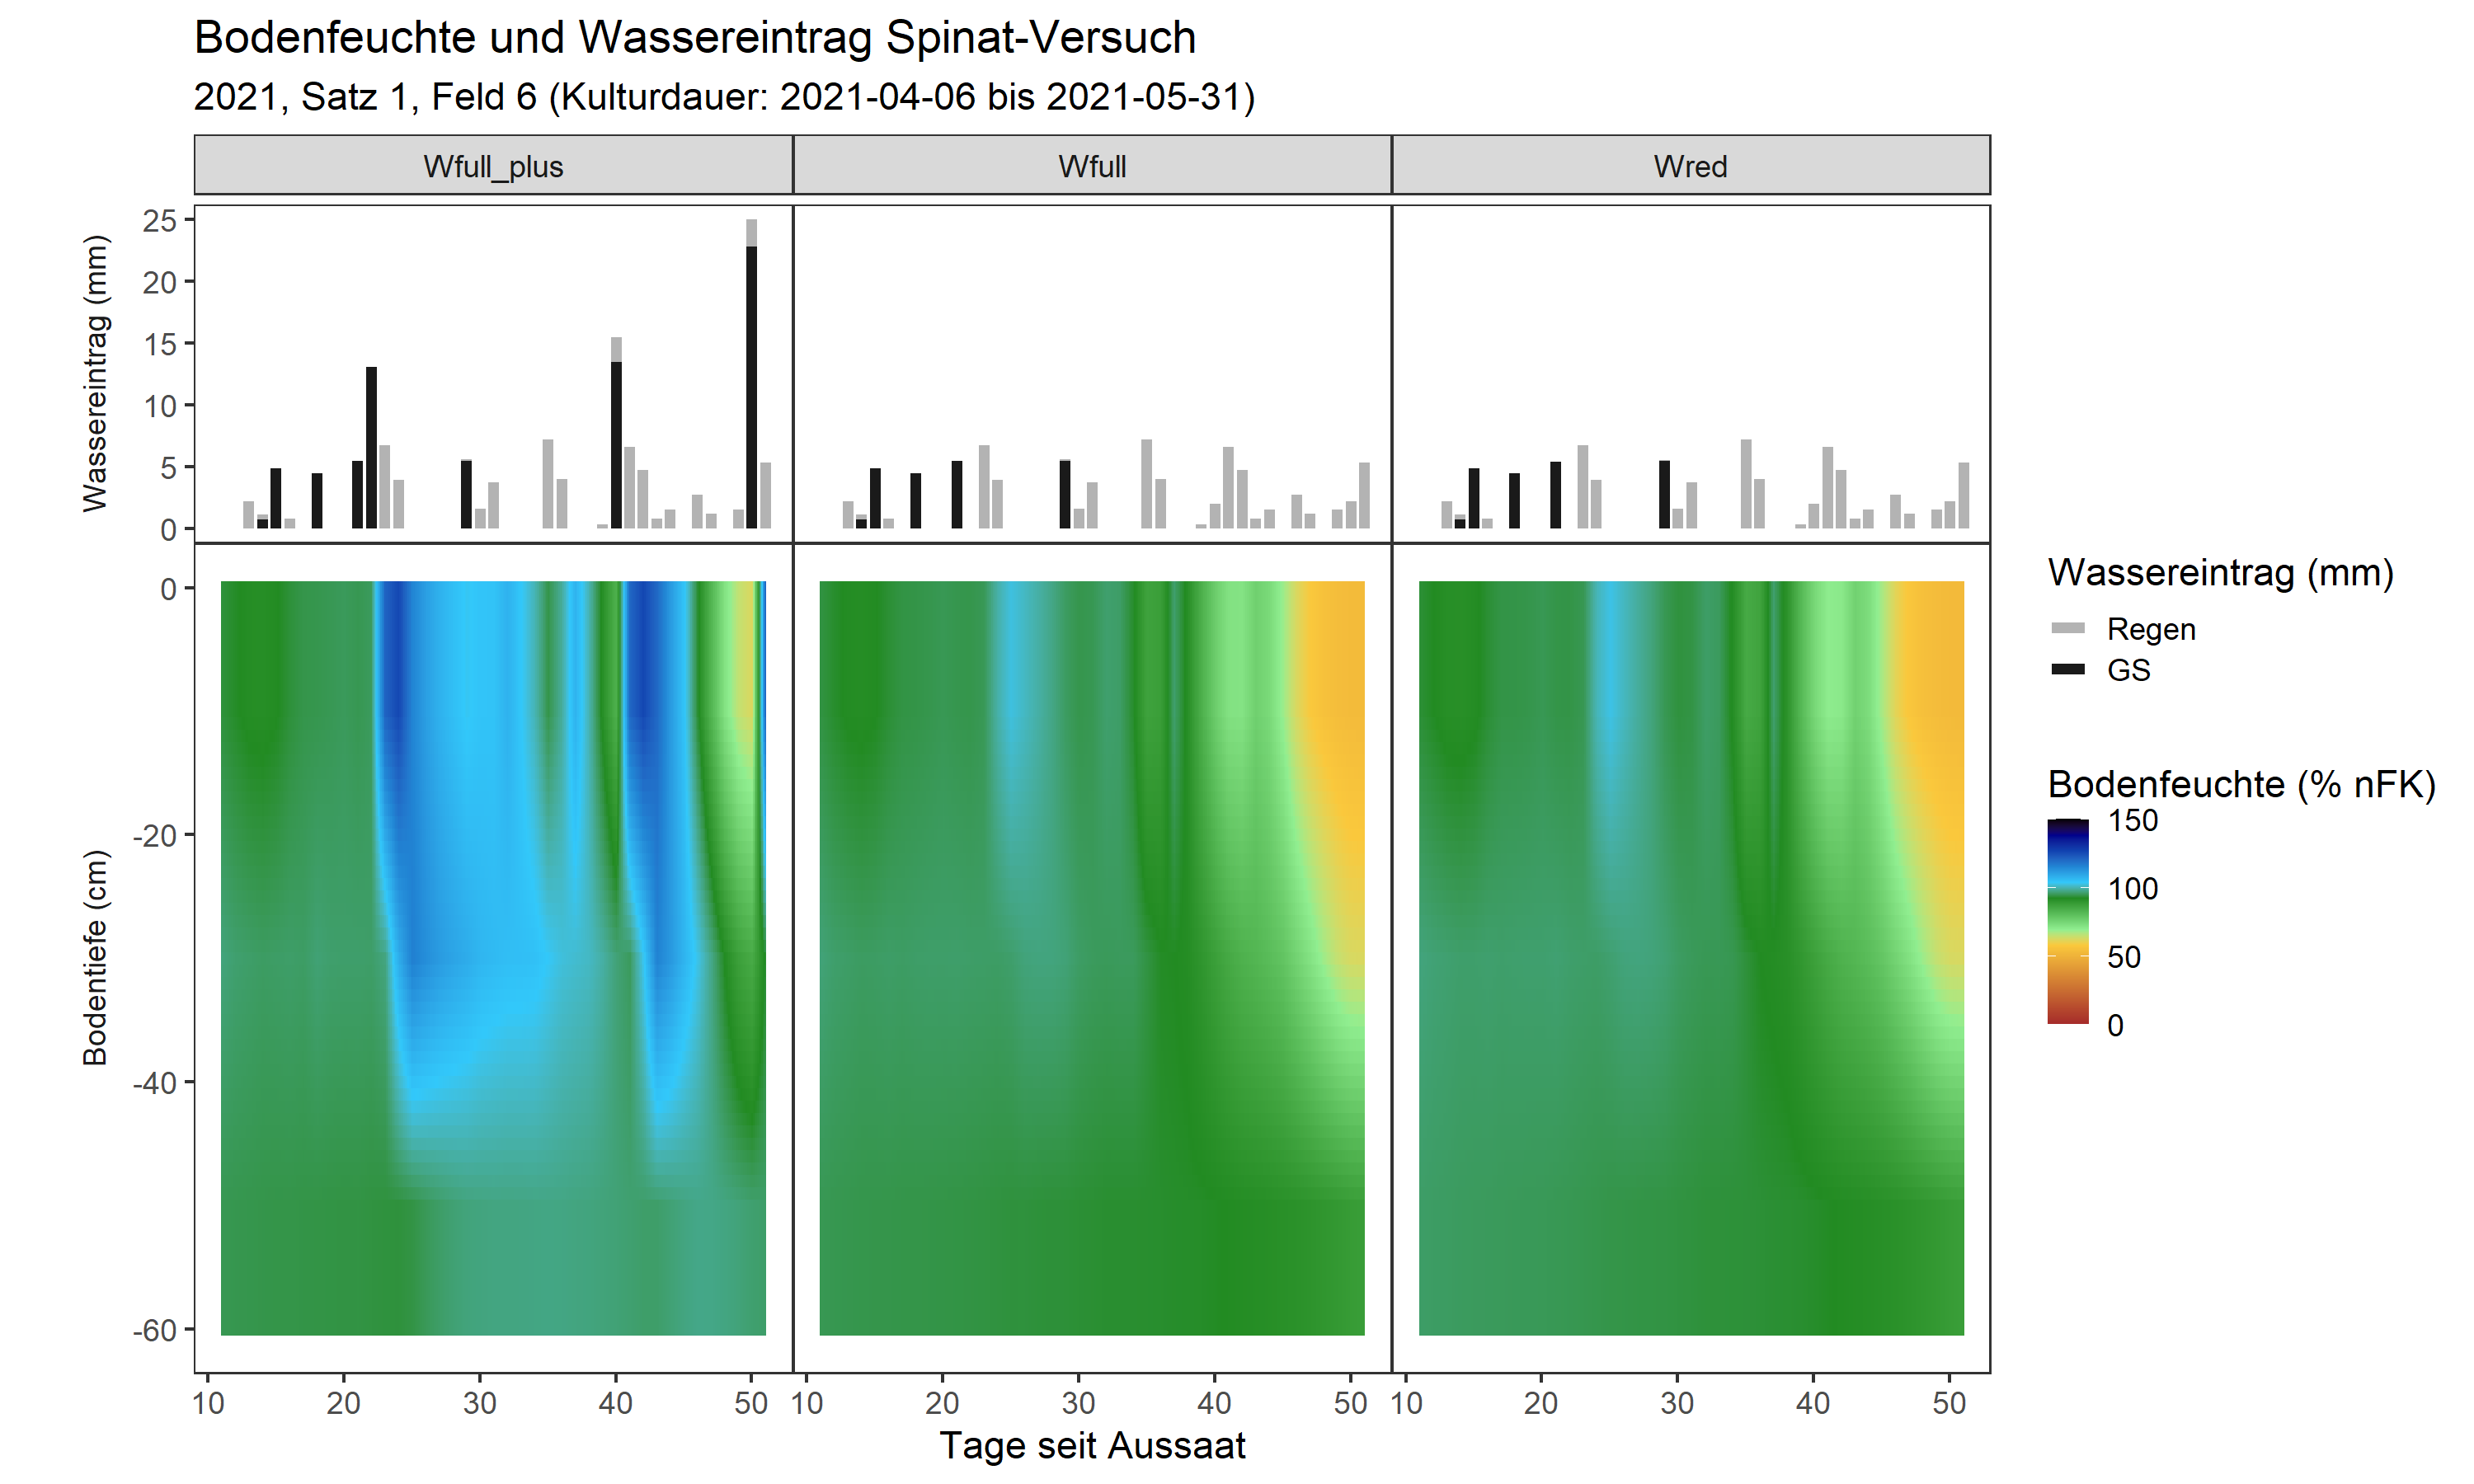 Bodenfeuchte und Wassereintrag Spinat-Versuch
2021, Satz 1, Feld 6 (Kulturdauer: 2021-04-06 bis 2021-05-31)
Wfull_plus Wfull Wred
Wassereintrag (mm)
25
20
15
10
5
0
Bodentiefe (cm)
0
-20
-40
-60
10 20 30 40 50 10 20 30 40 50 10 20 30 40 50
Tage seit Aussaat
Wassereintrag (mm)
Regen
GS
Bodenfeuchte (% nFK)
150
100
50
0